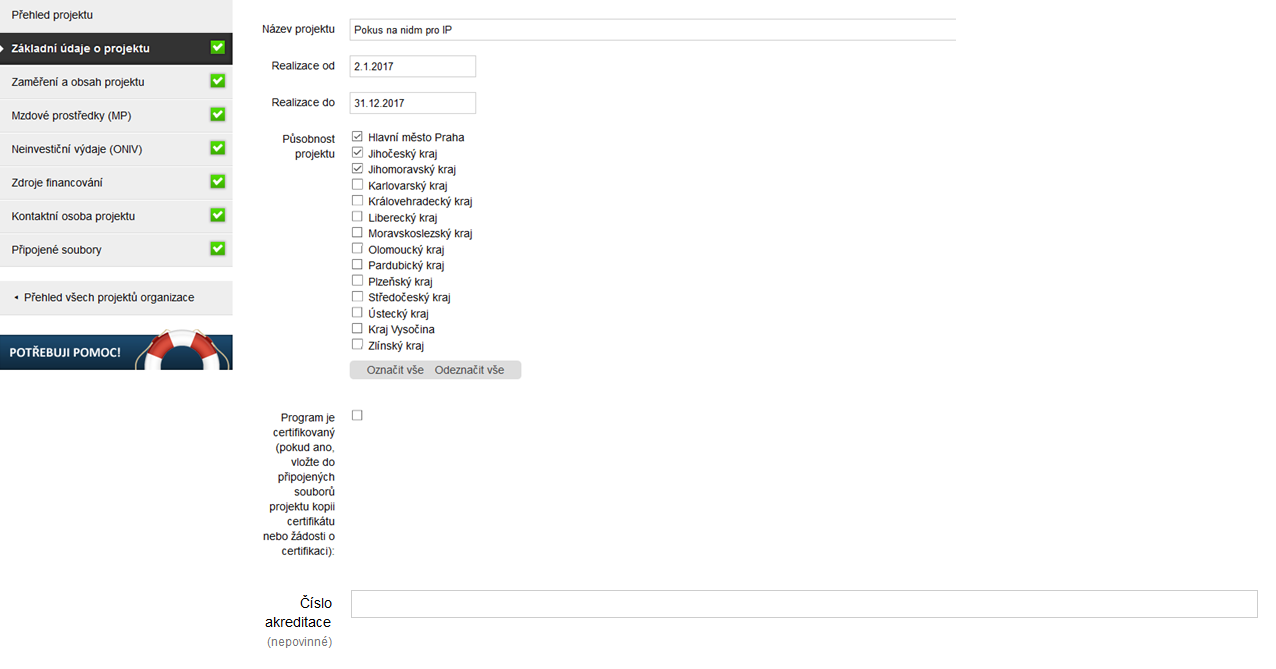 Přehled projektu
Základní údaje o projektu
Zaměření a obsah projektu
Mzdové prostředky (MP)
Neinvestiční výdaje (ONIV)
Zdroje financování
Kontaktní osoba projektu
Připojené soubory
Přehled všech projektů organizace
POTŘEBUJI POMOC!
Název projektu
Pokus na nidm pro IP
Realizace od
2.1.2017
Realizace do
31.12.2017
Působnost
projektu
Hlavní město Praha
Jihočeský kraj
Jihomoravský kraj
Karlovarský kraj
Královehradecký kraj
Liberecký kraj
Moravskoslezský kraj
Olomoucký kraj
Pardubický kraj
Plzeňský kraj
Středočeský kraj
Ústecký kraj
Kraj Vysočina
Zlínský kraj
Označit vše Odeznačit vše
Program je
certifikovaný
(pokud ano,
vložte do
připojených
souborů
projektu kopii
certifikátu
nebo žádosti o
certifikaci):
Číslo
akreditace
(nepovinné)